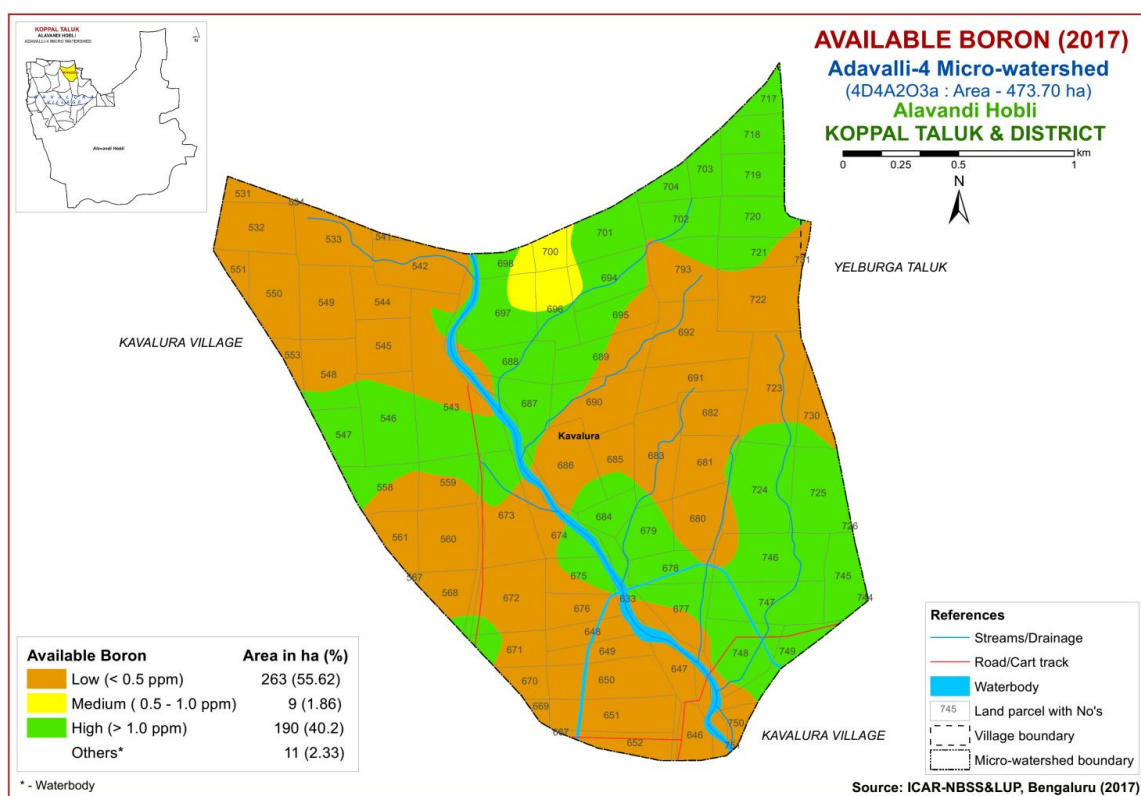 KOPPAL TALUK
ALAVANDI HOBLI
ADAVALLI-4 MICRO WATERSHED
N
KAVALURA
VILLAGE
Alavandi Hobli
AVAILABLE BORON (2017)
Adavalli-4 Micro-watershed
(4D4A2O3a : Area - 473.70 ha)
Alavandi Hobli
KOPPAL TALUK & DISTRICT
km
0 0.25 0.5 1
N
717
718
703
704 719
531
534
532 533 541 701 702 720
542 698 700 721
551 793 731
YELBURGA TALUK
550 549 544 694 722
697 696 695
692
KAVALURA VILLAGE
545
553 548 688 689
691 723
687 690 682 730
546 543
547 Kavalura
686 685 683 681
558 559 724 725
673 684 680 726
561 560 674 679
746
567 568 675 678 745
672 676 633 677 747 744
648
671 649 647 748 749
670 650
669 651 750
667 652 646 751
KAVALURA VILLAGE
Available Boron Area in ha (%)
Low (< 0.5 ppm) 263 (55.62)
Medium ( 0.5 - 1.0 ppm) 9 (1.86)
High (> 1.0 ppm) 190 (40.2)
Others* 11 (2.33)
* - Waterbody
References
Streams/Drainage
Road/Cart track
Waterbody
745 Land parcel with No's
Village boundary
Micro-watershed boundary
Source: ICAR-NBSS&LUP, Bengaluru (2017)